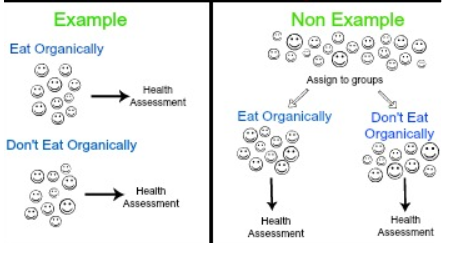 Example
Eat Organically
Health
Assessment
Don't Eat Organically
Health
Assessment
Non Example
Assign to groups
Eat Organically
Don't Eat
Organically
Health
Assessment
Health
Assessment